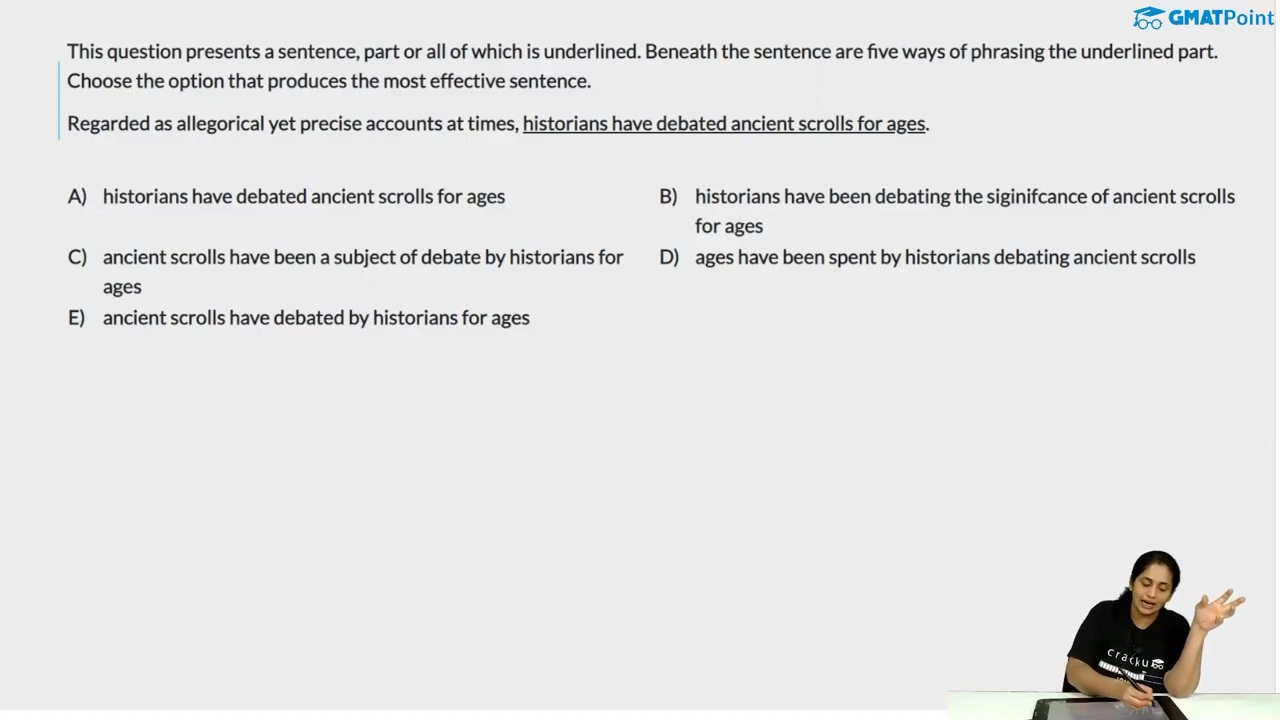 GMATPoint
This question presents a sentence, part or all of which is underlined. Beneath the sentence are five ways of phrasing the underlined part.
Choose the option that produces the most effective sentence.
Regarded as allegorical yet precise accounts at times, historians have debated ancient scrolls for ages.
A) historians have debated ancient scrolls for ages
B) historians have been debating the siginifcance of ancient scrolls
for ages
C) ancient scrolls have been a subject of debate by historians for
ages
D) ages have been spent by historians debating ancient scrolls
E) ancient scrolls have debated by historians for ages
cracku